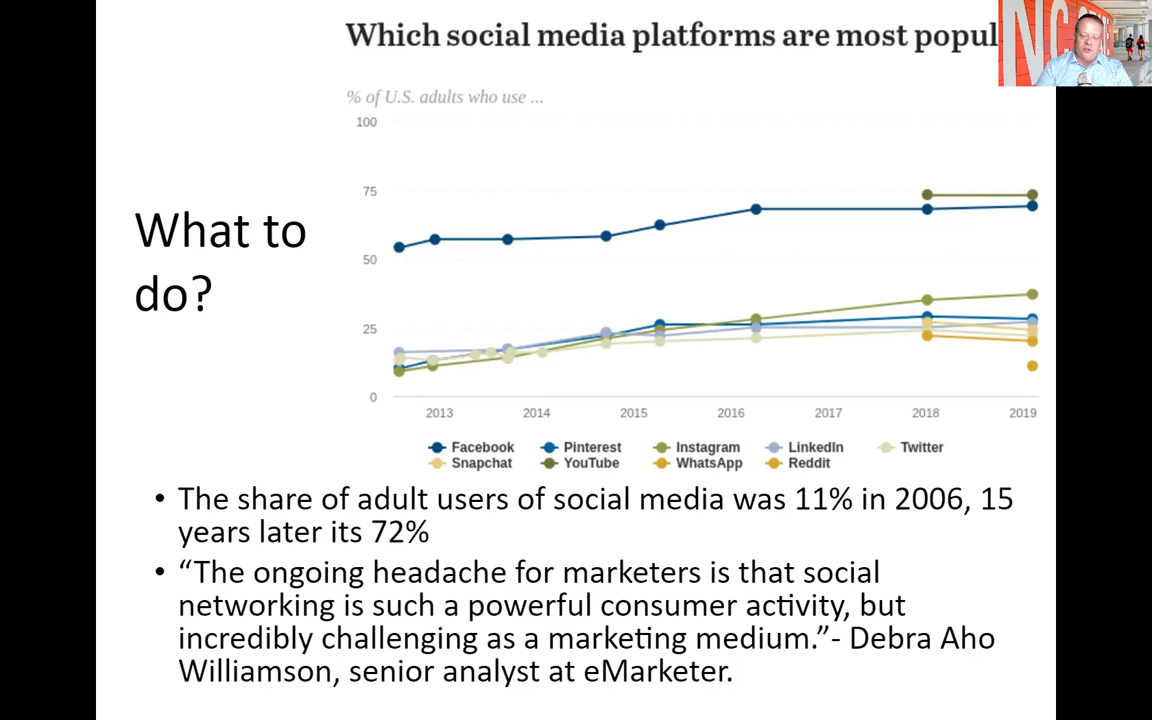 Which social media platforms are most popul
NC
% of U.S. adults who use ...
100
75
50
25
0
2013 2014 2015 2016 2017 2018 2019
Facebook Pinterest Instagram LinkedIn Twitter
Snapchat YouTube WhatsApp Reddit
What to
do?
• The share of adult users of social media was 11% in 2006, 15
years later its 72%
• “The ongoing headache for marketers is that social
networking is such a powerful consumer activity, but
incredibly challenging as a marketing medium.”- Debra Aho
Williamson, senior analyst at eMarketer.